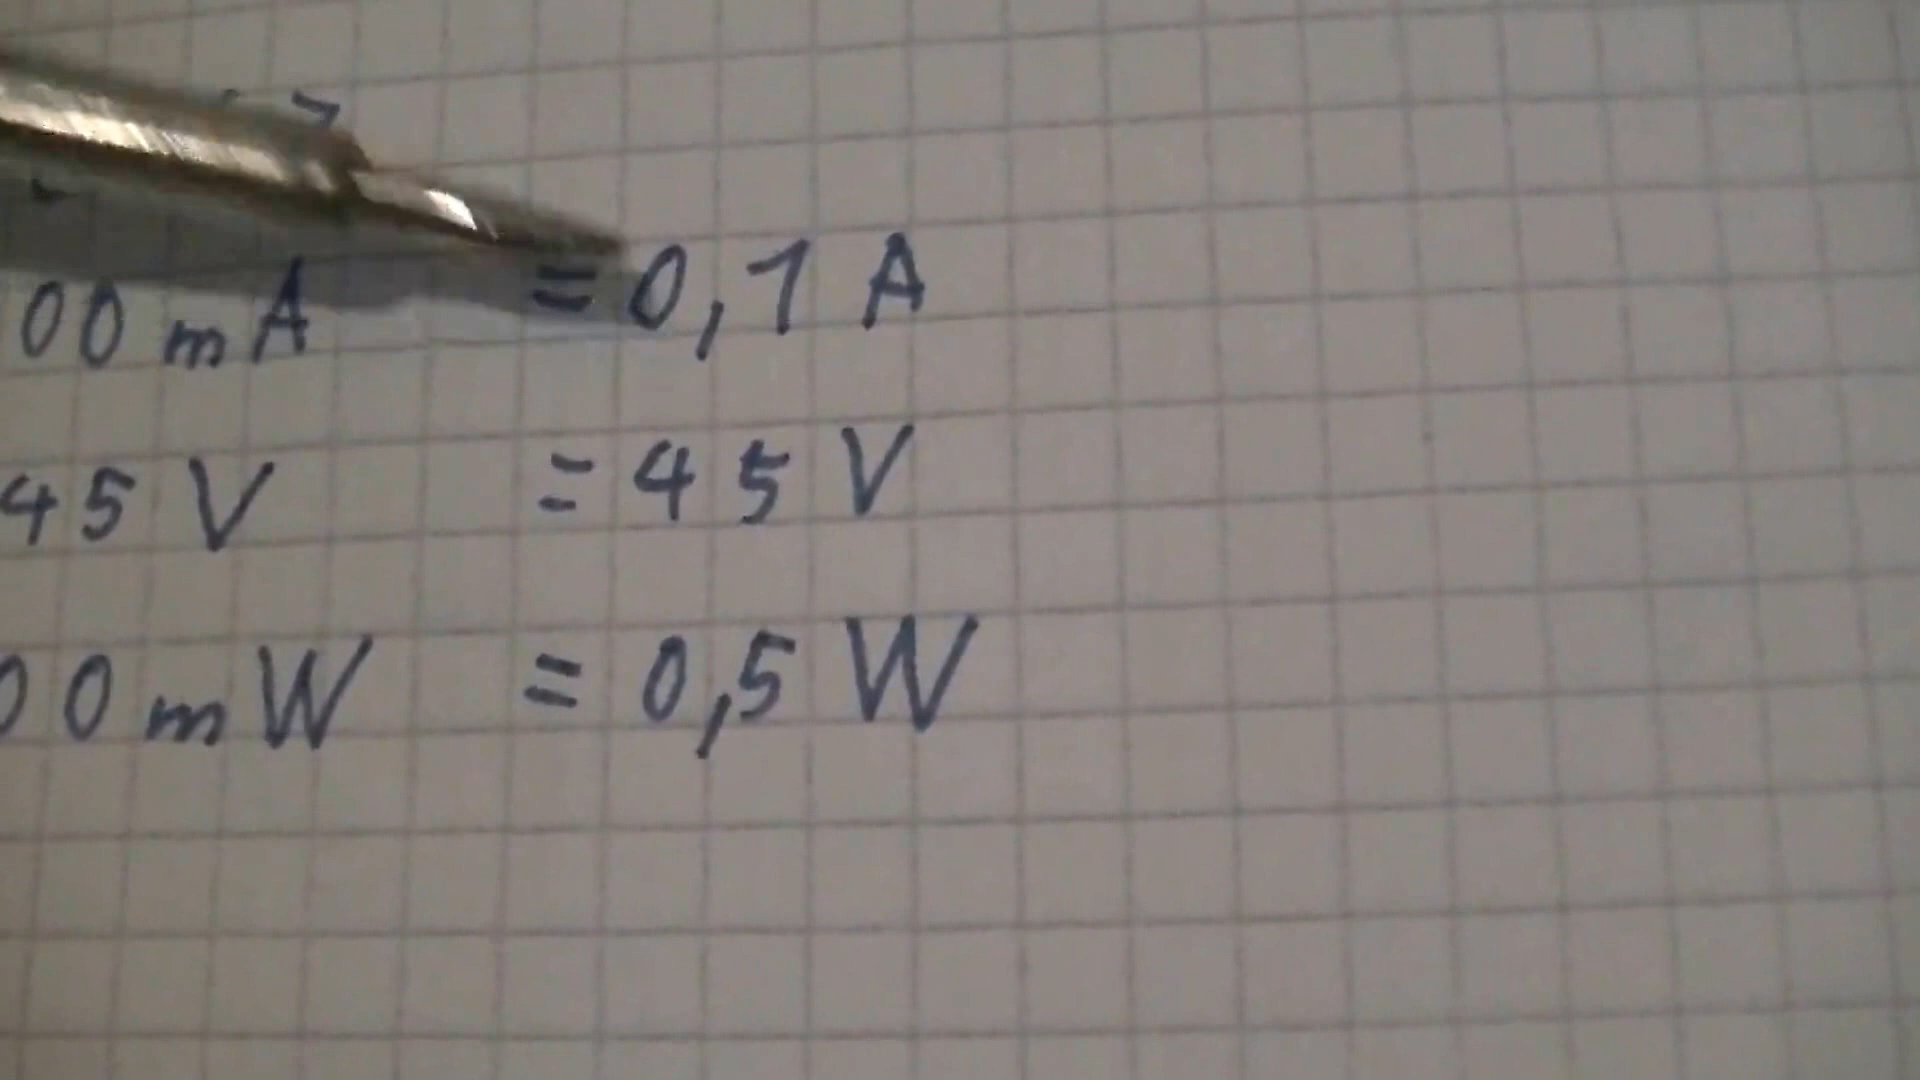 00 mA = 0,1 A
45 V = 45 V
00 mW = 0,5 W